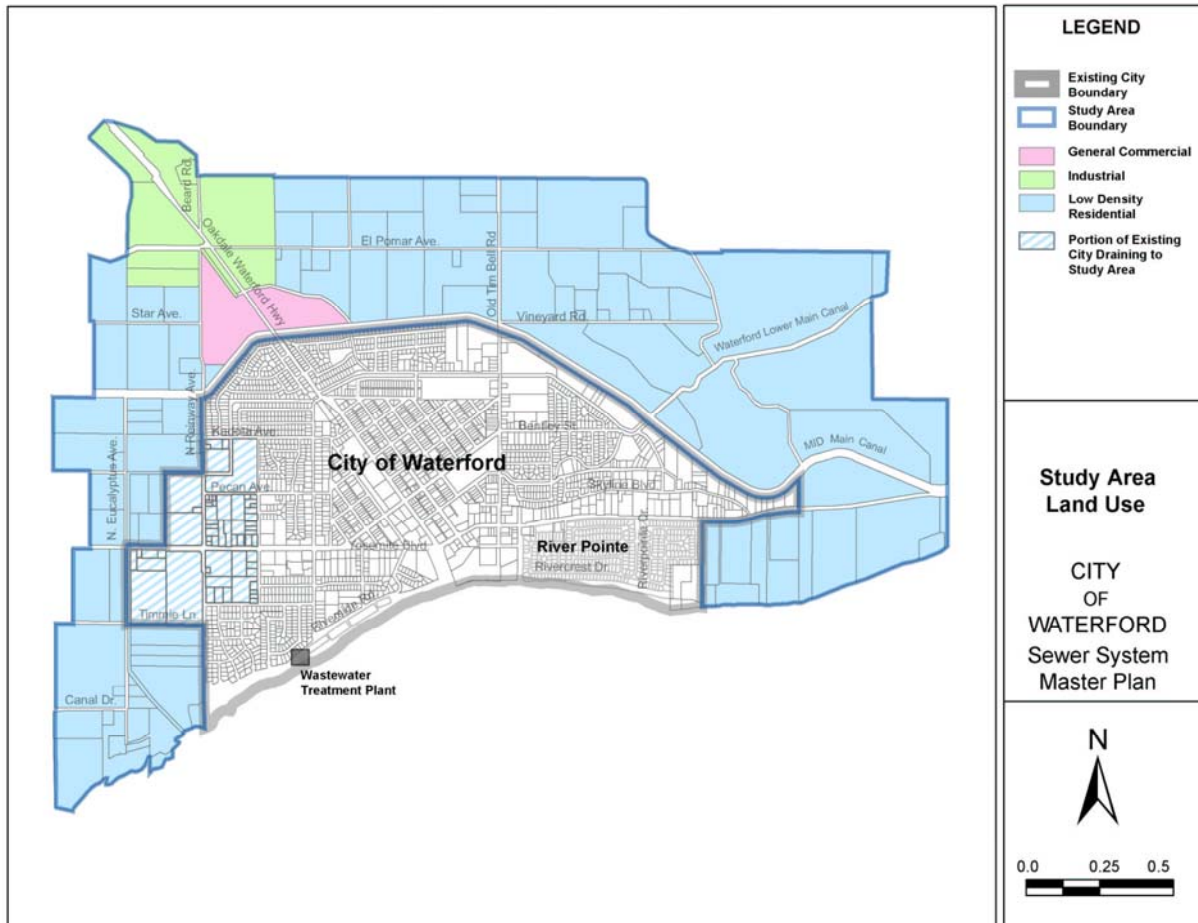 LEGEND
Existing City
Boundary
Study Area
Boundary
General Commercial
Industrial
Low Density
Residential
Portion of Existing
City Draining to
Study Area
Study Area
Land Use
CITY
OF
WATERFORD
Sewer System
Master Plan
N
0.0 0.25 0.5
Beard Rd.
Oakdale Waterford Hwy
El Pomar Ave.
Old Tim Bell Rd
Star Ave.
Vineyard Rd.
Waterford Lower Main Canal
N Reinway Ave.
Kadota Ave.
Bentley St.
MID Main Canal
City of Waterford
N. Eucalyptus Ave.
Pecan Ave.
Skyline Blvd.
Yosemite Blvd.
River Pointe
Riverpointe Dr.
Rivercrest Dr.
Timmie Ln.
Riverside Rd.
Wastewater
Treatment Plant
Canal Dr.